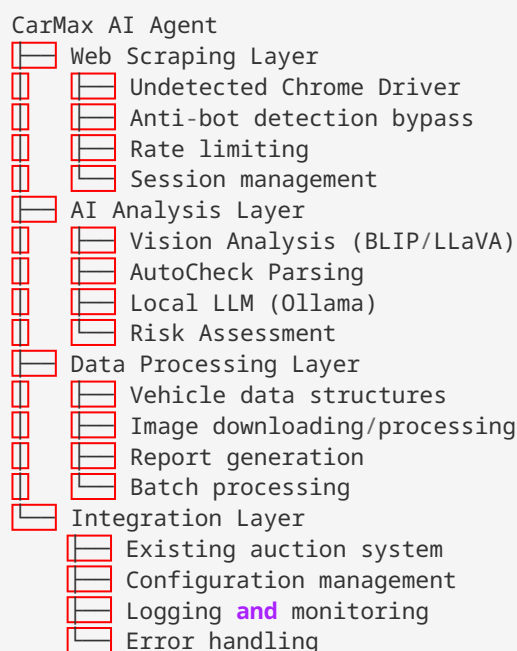 CarMax AI Agent
├── Web Scraping Layer
│   ├── Undetected Chrome Driver
│   ├── Anti-bot detection bypass
│   ├── Rate limiting
│   └── Session management
├── AI Analysis Layer
│   ├── Vision Analysis (BLIP/LLaVA)
│   ├── AutoCheck Parsing
│   ├── Local LLM (Ollama)
│   └── Risk Assessment
├── Data Processing Layer
│   ├── Vehicle data structures
│   ├── Image downloading/processing
│   ├── Report generation
│   └── Batch processing
└── Integration Layer
    ├── Existing auction system
    ├── Configuration management
    ├── Logging and monitoring
    └── Error handling